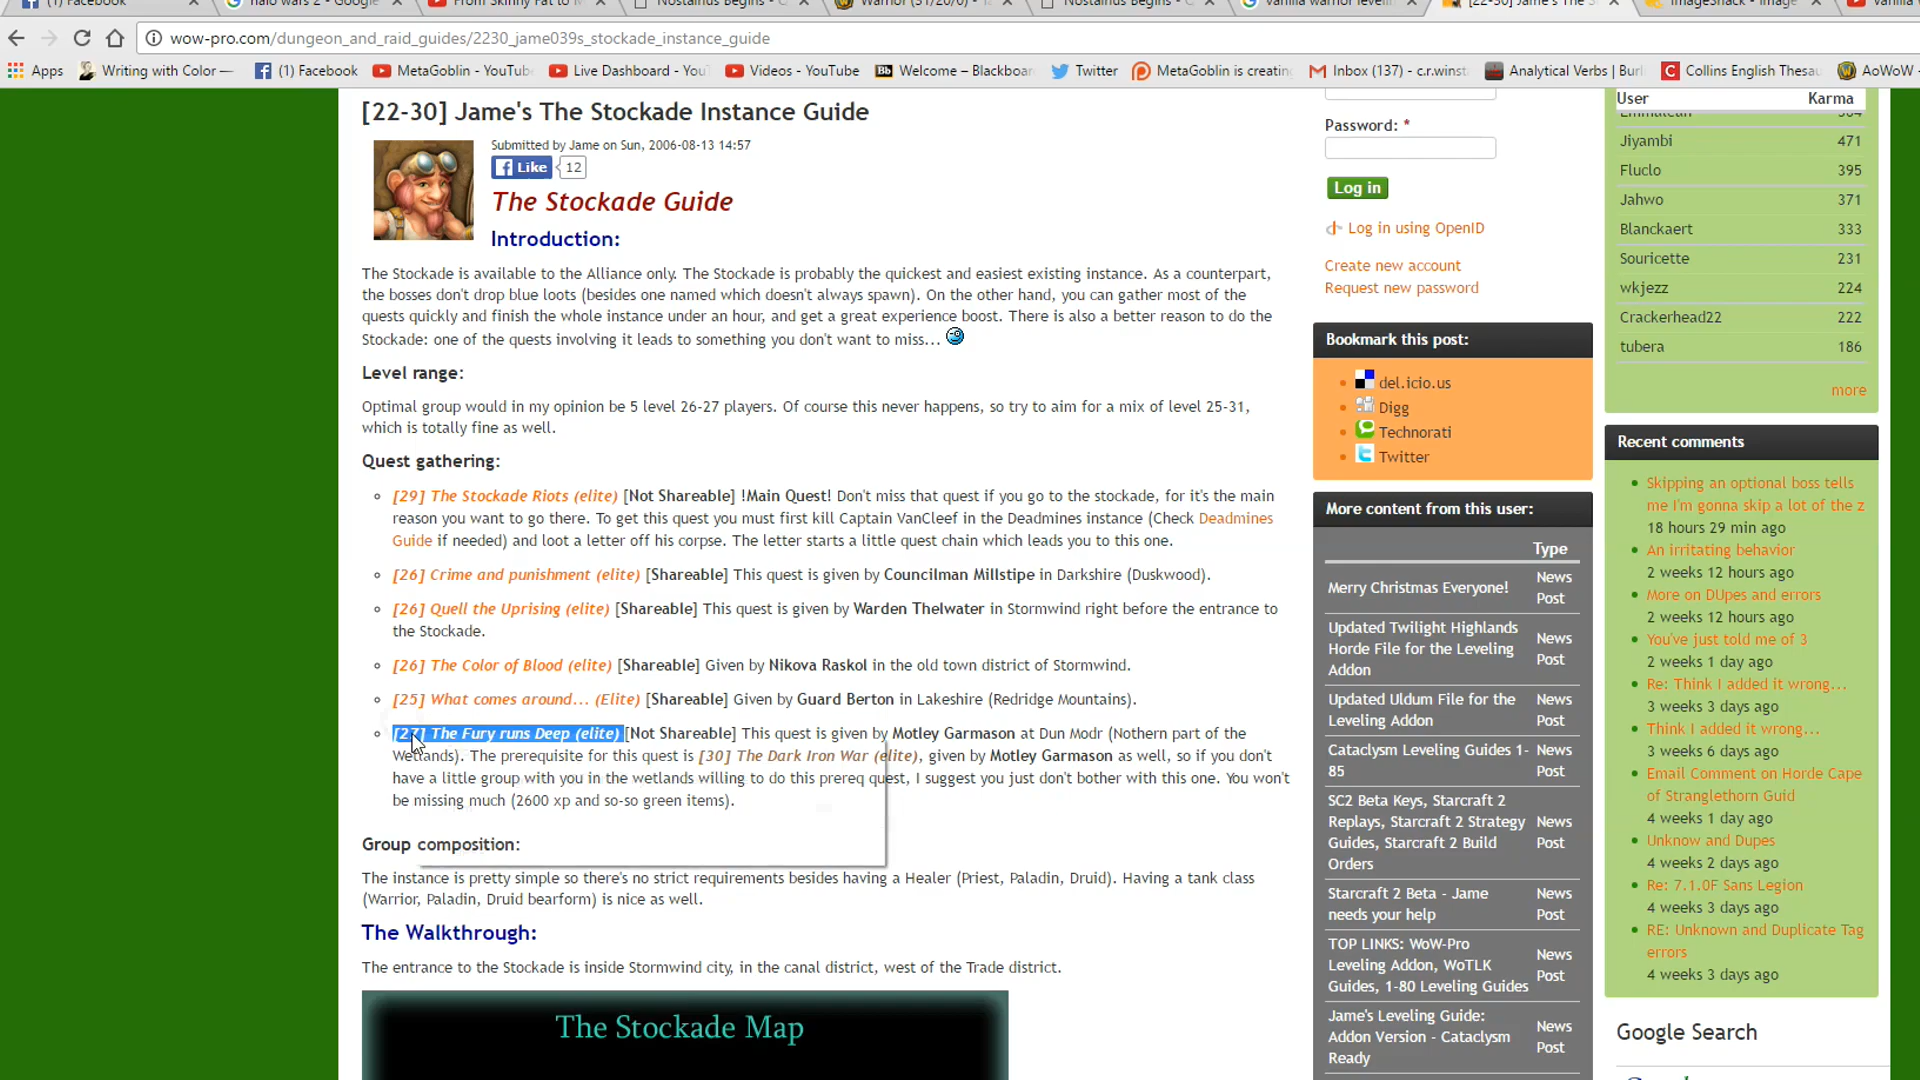 Facebook
halo wars 2 - Google
From Skinny Fat to M
Nostalrius Begins - C
Warrior (31/20/0) - Ta
Nostalrius Begins - C
vanilla warrior levelin
[22-30] Jame's The S
ImageShack - Image
Vanilla W
wow-pro.com/dungeon_and_raid_guides/2230_jame039s_stockade_instance_guide
Apps
Writing with Color —
(1) Facebook
MetaGoblin - YouTube
Live Dashboard - You
Videos - YouTube
Bb Welcome – Blackboar
Twitter
MetaGoblin is creating
Inbox (137) - c.r.winst
Analytical Verbs | Burl
Collins English Thesau
AoWoW
[22-30] Jame's The Stockade Instance Guide
Submitted by Jame on Sun, 2006-08-13 14:57
Like 12
The Stockade Guide
Introduction:
The Stockade is available to the Alliance only. The Stockade is probably the quickest and easiest existing instance. As a counterpart,
the bosses don't drop blue loots (besides one named which doesn't always spawn). On the other hand, you can gather most of the
quests quickly and finish the whole instance under an hour, and get a great experience boost. There is also a better reason to do the
Stockade: one of the quests involving it leads to something you don't want to miss...
Level range:
Optimal group would in my opinion be 5 level 26-27 players. Of course this never happens, so try to aim for a mix of level 25-31,
which is totally fine as well.
Quest gathering:
[29] The Stockade Riots (elite) [Not Shareable] !Main Quest! Don't miss that quest if you go to the stockade, for it's the main
reason you want to go there. To get this quest you must first kill Captain VanCleef in the Deadmines instance (Check Deadmines
Guide if needed) and loot a letter off his corpse. The letter starts a little quest chain which leads you to this one.
[26] Crime and punishment (elite) [Shareable] This quest is given by Councilman Millstipe in Darkshire (Duskwood).
[26] Quell the Uprising (elite) [Shareable] This quest is given by Warden Thelwater in Stormwind right before the entrance to
the Stockade.
[26] The Color of Blood (elite) [Shareable] Given by Nikova Raskol in the old town district of Stormwind.
[25] What comes around... (Elite) [Shareable] Given by Guard Berton in Lakeshire (Redridge Mountains).
[27] The Fury runs Deep (elite) [Not Shareable] This quest is given by Motley Garmason at Dun Modr (Nothern part of the
Wetlands). The prerequisite for this quest is [30] The Dark Iron War (elite), given by Motley Garmason as well, so if you don't
have a little group with you in the wetlands willing to do this prereq quest, I suggest you just don't bother with this one. You won't
be missing much (2600 xp and so-so green items).
Group composition:
The instance is pretty simple so there's no strict requirements besides having a Healer (Priest, Paladin, Druid). Having a tank class
(Warrior, Paladin, Druid bearform) is nice as well.
The Walkthrough:
The entrance to the Stockade is inside Stormwind city, in the canal district, west of the Trade district.
The Stockade Map
Password: *
Log in
Log in using OpenID
Create new account
Request new password
Bookmark this post:
del.icio.us
Digg
Technorati
Twitter
More content from this user:
Type
Merry Christmas Everyone! News
Post
Updated Twilight Highlands
Horde File for the Leveling
Addon
News
Post
Updated Uldum File for the
Leveling Addon
News
Post
Cataclysm Leveling Guides 1-
85
News
Post
SC2 Beta Keys, Starcraft 2
Replays, Starcraft 2 Strategy
Guides, Starcraft 2 Build
Orders
News
Post
Starcraft 2 Beta - Jame
needs your help
News
Post
TOP LINKS: WoW-Pro
Leveling Addon, WoTLK
Guides, 1-80 Leveling Guides
News
Post
Jame's Leveling Guide:
Addon Version - Cataclysm
Ready
News
Post
User Karma
Jiyambi 471
Fluclo 395
Jahwo 371
Blanckaert 333
Souricette 231
wkjezz 224
Crackerhead22 222
tubera 186
more
Recent comments
Skipping an optional boss tells
me I'm gonna skip a lot of the z
18 hours 29 min ago
An irritating behavior
2 weeks 12 hours ago
More on DUpes and errors
2 weeks 12 hours ago
You've just told me of 3
2 weeks 1 day ago
Re: Think I added it wrong...
3 weeks 3 days ago
Think I added it wrong...
3 weeks 6 days ago
Email Comment on Horde Cape
of Stranglethorn Guid
4 weeks 1 day ago
Unknow and Dupes
4 weeks 2 days ago
Re: 7.1.0F Sans Legion
4 weeks 3 days ago
RE: Unknown and Duplicate Tag
errors
4 weeks 3 days ago
Google Search